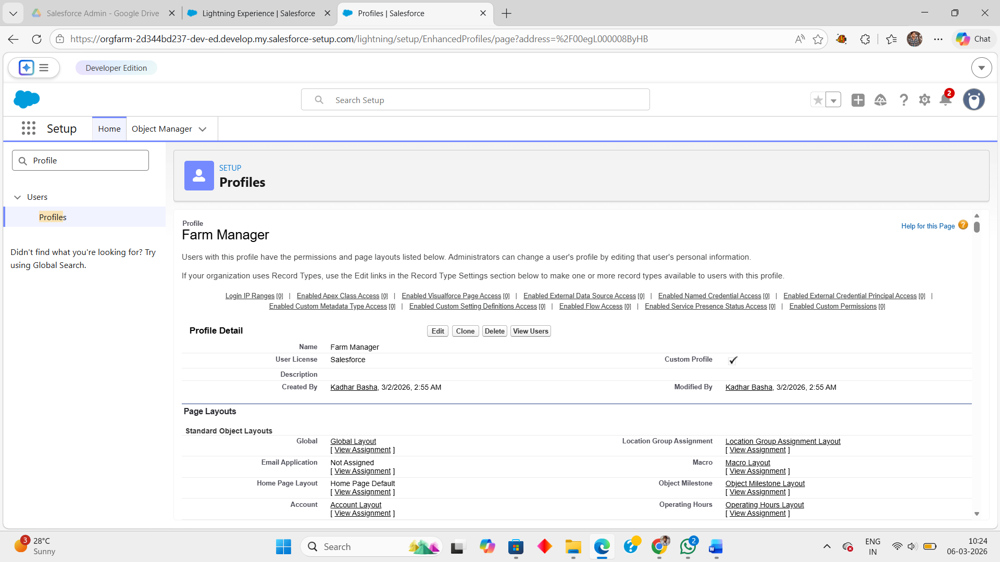 Salesforce Admin - Google Drive
Lightning Experience | Salesforce
Profiles | Salesforce
https://orgfarm-2d344bd237-dev-ed.develop.my.salesforce-setup.com/lightning/setup/EnhancedProfiles/page?address=%2F00egL000008ByHB
Chat
Developer Edition
Search Setup
2
Setup
Home
Object Manager
Profile
Users
Profiles
Didn't find what you're looking for? Try
using Global Search.
SETUP
Profiles
Profile
Farm Manager
Help for this Page ?
Users with this profile have the permissions and page layouts listed below. Administrators can change a user's profile by editing that user's personal information.
If your organization uses Record Types, use the Edit links in the Record Type Settings section below to make one or more record types available to users with this profile.
Login IP Ranges [0] | Enabled Apex Class Access [0] | Enabled Visualforce Page Access [0] | Enabled External Data Source Access [0] | Enabled Named Credential Access [0] | Enabled External Credential Principal Access [0] |
Enabled Custom Metadata Type Access [0] | Enabled Custom Setting Definitions Access [0] | Enabled Flow Access [0] | Enabled Service Presence Status Access [0] | Enabled Custom Permissions [0]
Profile Detail Edit Clone Delete View Users
Name Farm Manager
User License Salesforce Custom Profile
Description
Created By Kadhar Basha, 3/2/2026, 2:55 AM Modified By Kadhar Basha, 3/2/2026, 2:55 AM
Page Layouts
Standard Object Layouts
Global Global Layout Location Group Assignment Location Group Assignment Layout
[ View Assignment ] [ View Assignment ]
Email Application Not Assigned Macro Macro Layout
[ View Assignment ] [ View Assignment ]
Home Page Layout Home Page Default Object Milestone Object Milestone Layout
[ View Assignment ] [ View Assignment ]
Account Account Layout Operating Hours Operating Hours Layout
[ View Assignment ] [ View Assignment ]
3
28°C
Sunny
Search
2
ENG
IN
10:24
06-03-2026